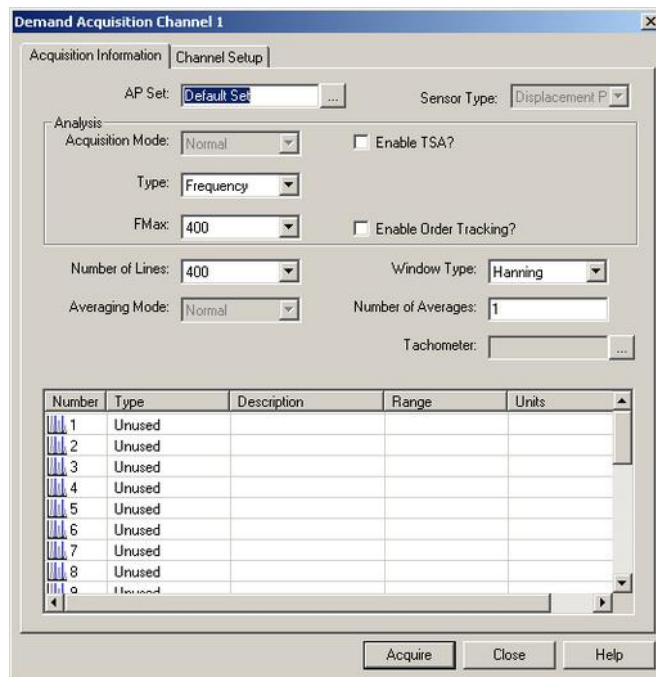 Demand Acquisition Channel 1
Acquisition Information Channel Setup
AP Set: Default Set ... Sensor Type: Displacement P
Analysis
Acquisition Mode: Normal Enable TSA?
Type: Frequency
FMax: 400 Enable Order Tracking?
Number of Lines: 400 Window Type: Hanning
Averaging Mode: Normal Number of Averages: 1
Tachometer: ...
Number Type Description Range Units
1 Unused
2 Unused
3 Unused
4 Unused
5 Unused
6 Unused
7 Unused
8 Unused
9 Unused
Acquire Close Help